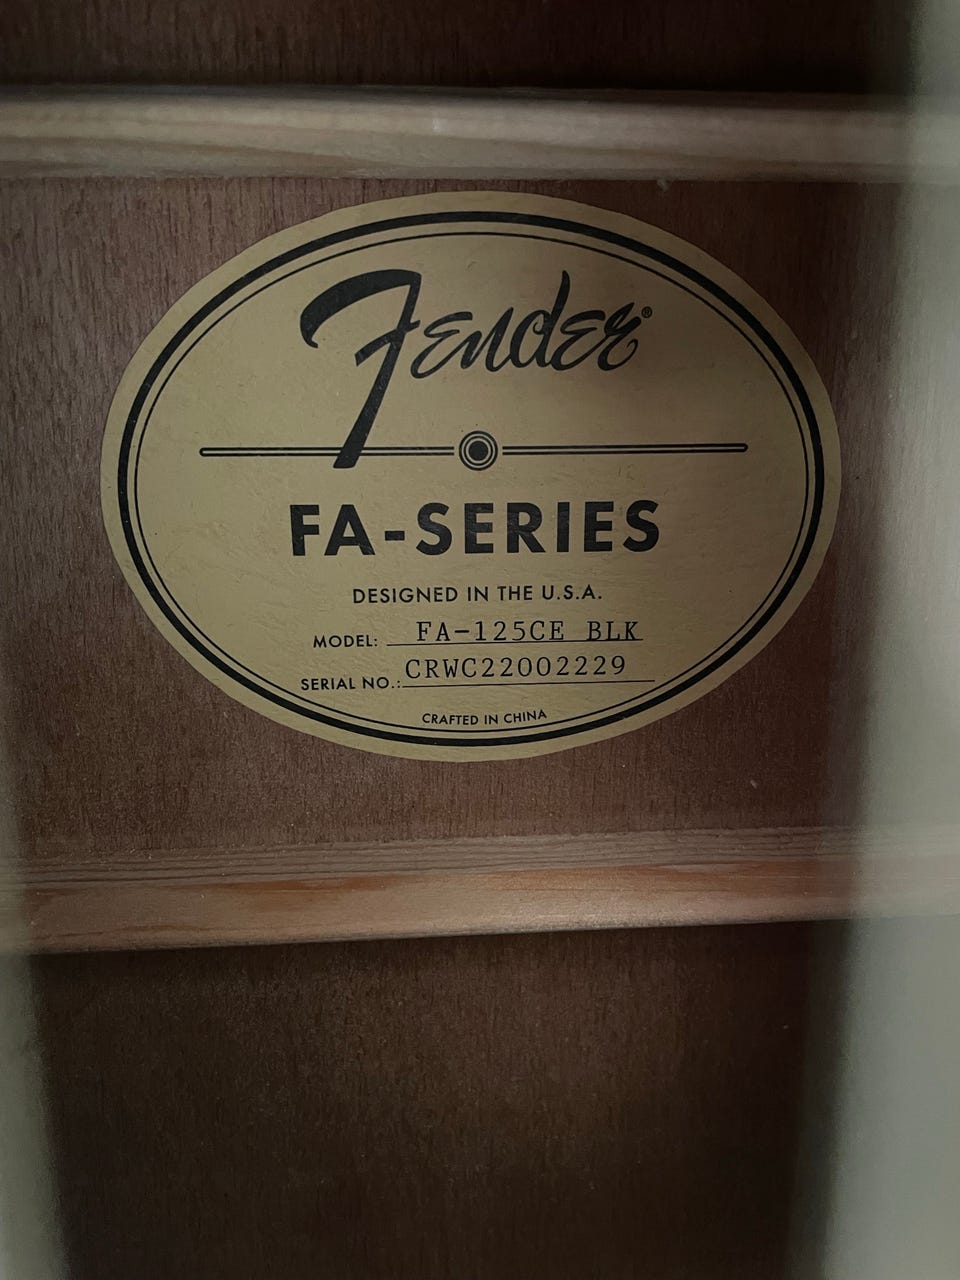 Fender®
FA-SERIES
DESIGNED IN THE U.S.A.
MODEL: FA-125CE BLK
SERIAL NO.: CRWC22002229
CRAFTED IN CHINA